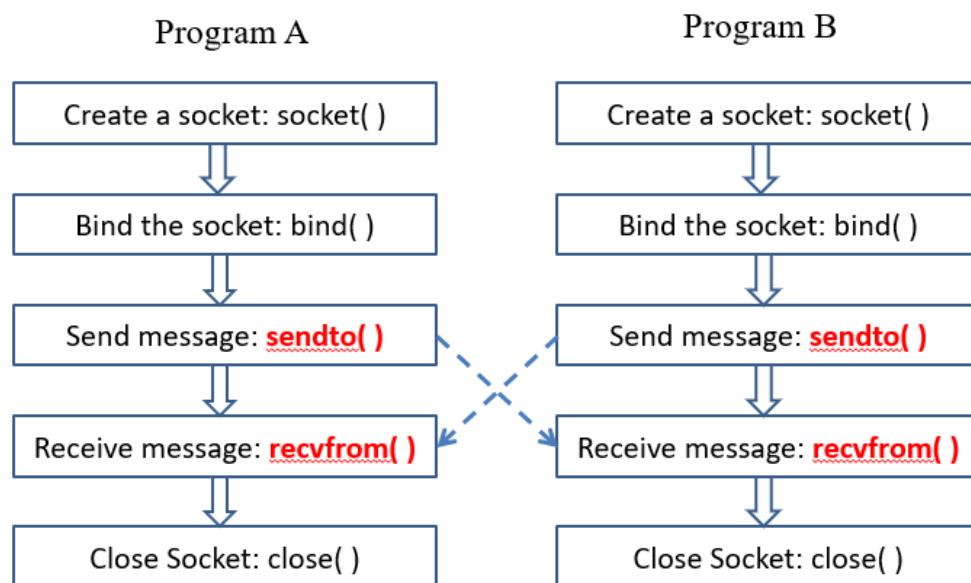 Program A
Create a socket: socket( )
Bind the socket: bind( )
Send message: sendto( )
Receive message: recvfrom( )
Close Socket: close( )
Program B
Create a socket: socket( )
Bind the socket: bind( )
Send message: sendto( )
Receive message: recvfrom( )
Close Socket: close( )